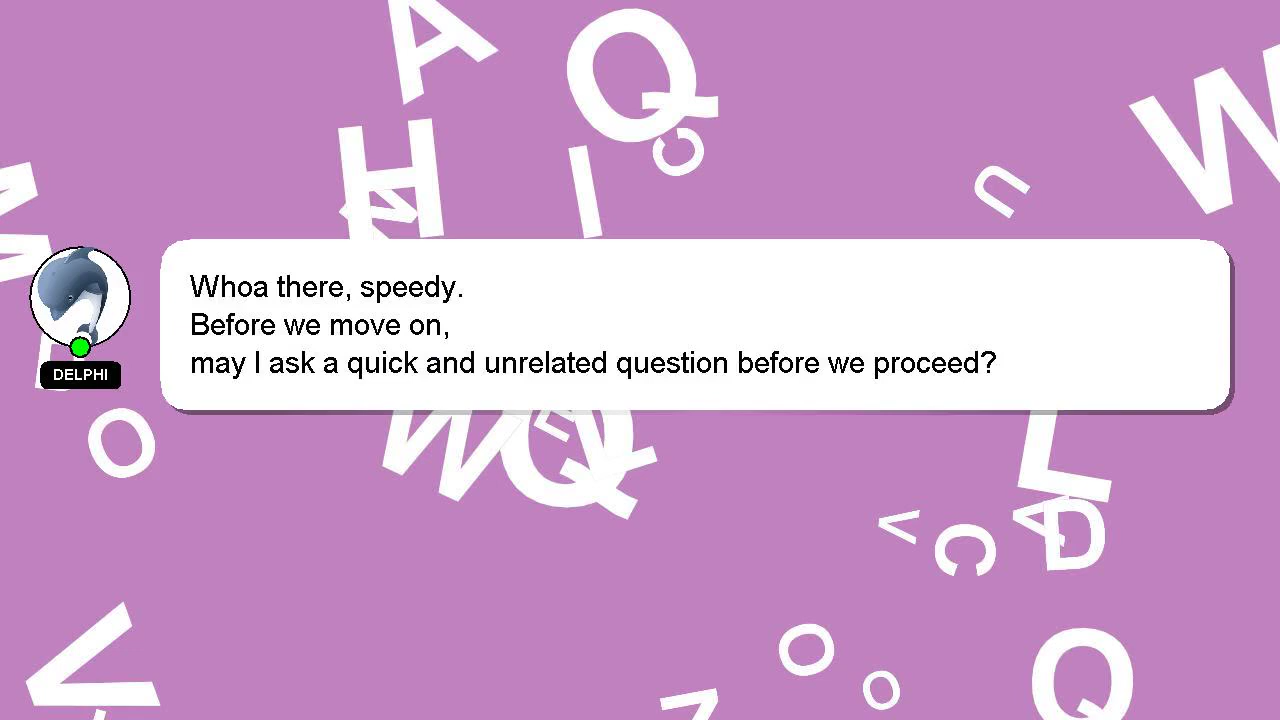 Whoa there, speedy.
Before we move on,
may I ask a quick and unrelated question before we proceed?
DELPHI
A
Q
W
H
I
C
U
M
N
O
W
Q
E
L
V
C
A
D
V
O
O
Q